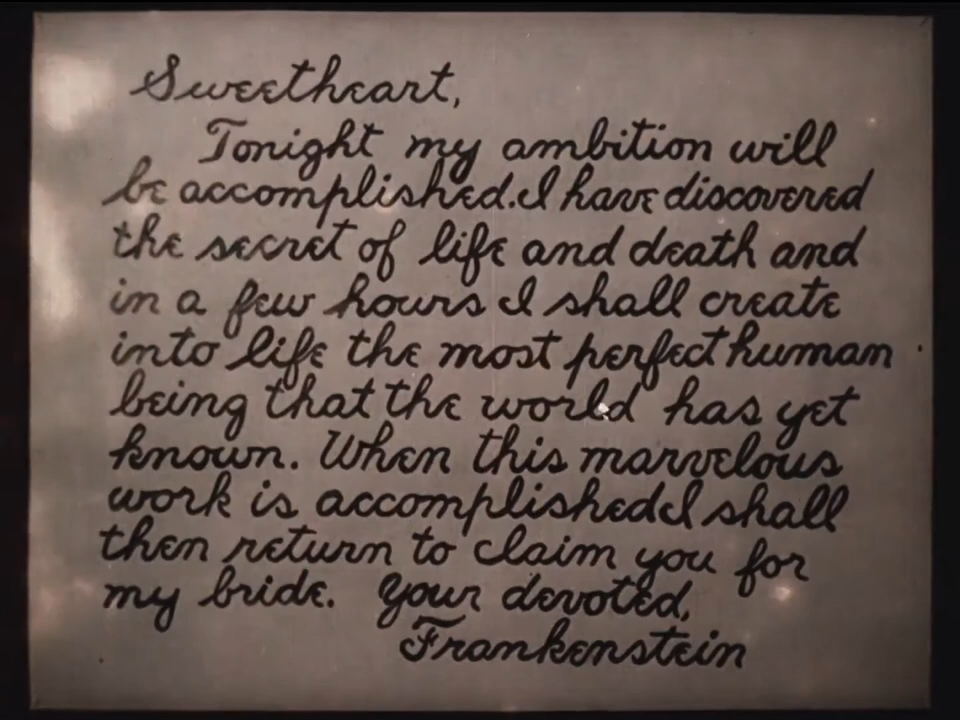 Sweetheart,
Tonight my ambition will
be accomplished. I have discovered
the secret of life and death and
in a few hours I shall create
into life the most perfect human
being that the world has yet
known. When this marvelous
work is accomplished I shall
then return to claim you for
my bride. Your devoted,
Frankenstein